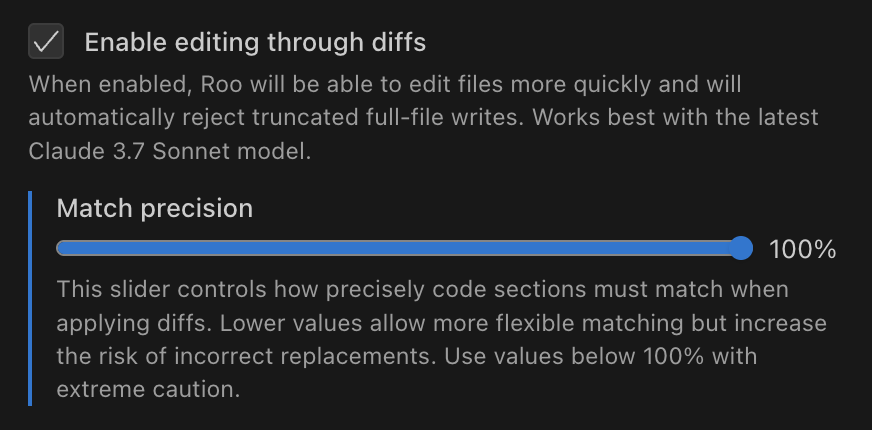 Enable editing through diffs
When enabled, Roo will be able to edit files more quickly and will
automatically reject truncated full-file writes. Works best with the latest
Claude 3.7 Sonnet model.
Match precision
100%
This slider controls how precisely code sections must match when
applying diffs. Lower values allow more flexible matching but increase
the risk of incorrect replacements. Use values below 100% with
extreme caution.